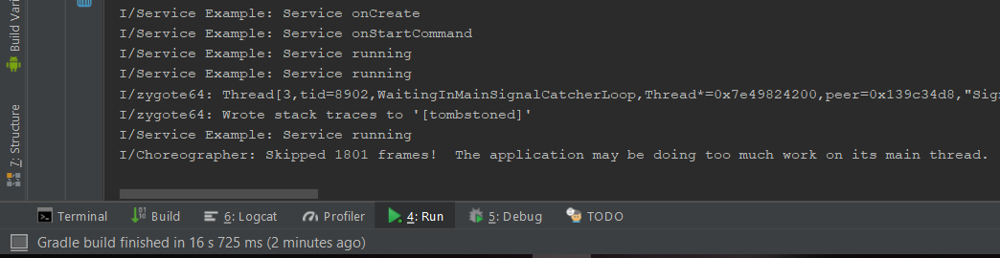 I/Service Example: Service onCreate
I/Service Example: Service onStartCommand
I/Service Example: Service running
I/Service Example: Service running
I/zygote64: Thread[3,tid=8902,WaitingInMainSignalCatcherLoop,Thread*=0x7e49824200,peer=0x139c34d8,"Sig
I/zygote64: Wrote stack traces to '[tombstoned]'
I/Service Example: Service running
I/Choreographer: Skipped 1801 frames!  The application may be doing too much work on its main thread.
Build Vari
7: Structure
Terminal
Build
6: Logcat
Profiler
4: Run
5: Debug
TODO
Gradle build finished in 16 s 725 ms (2 minutes ago)